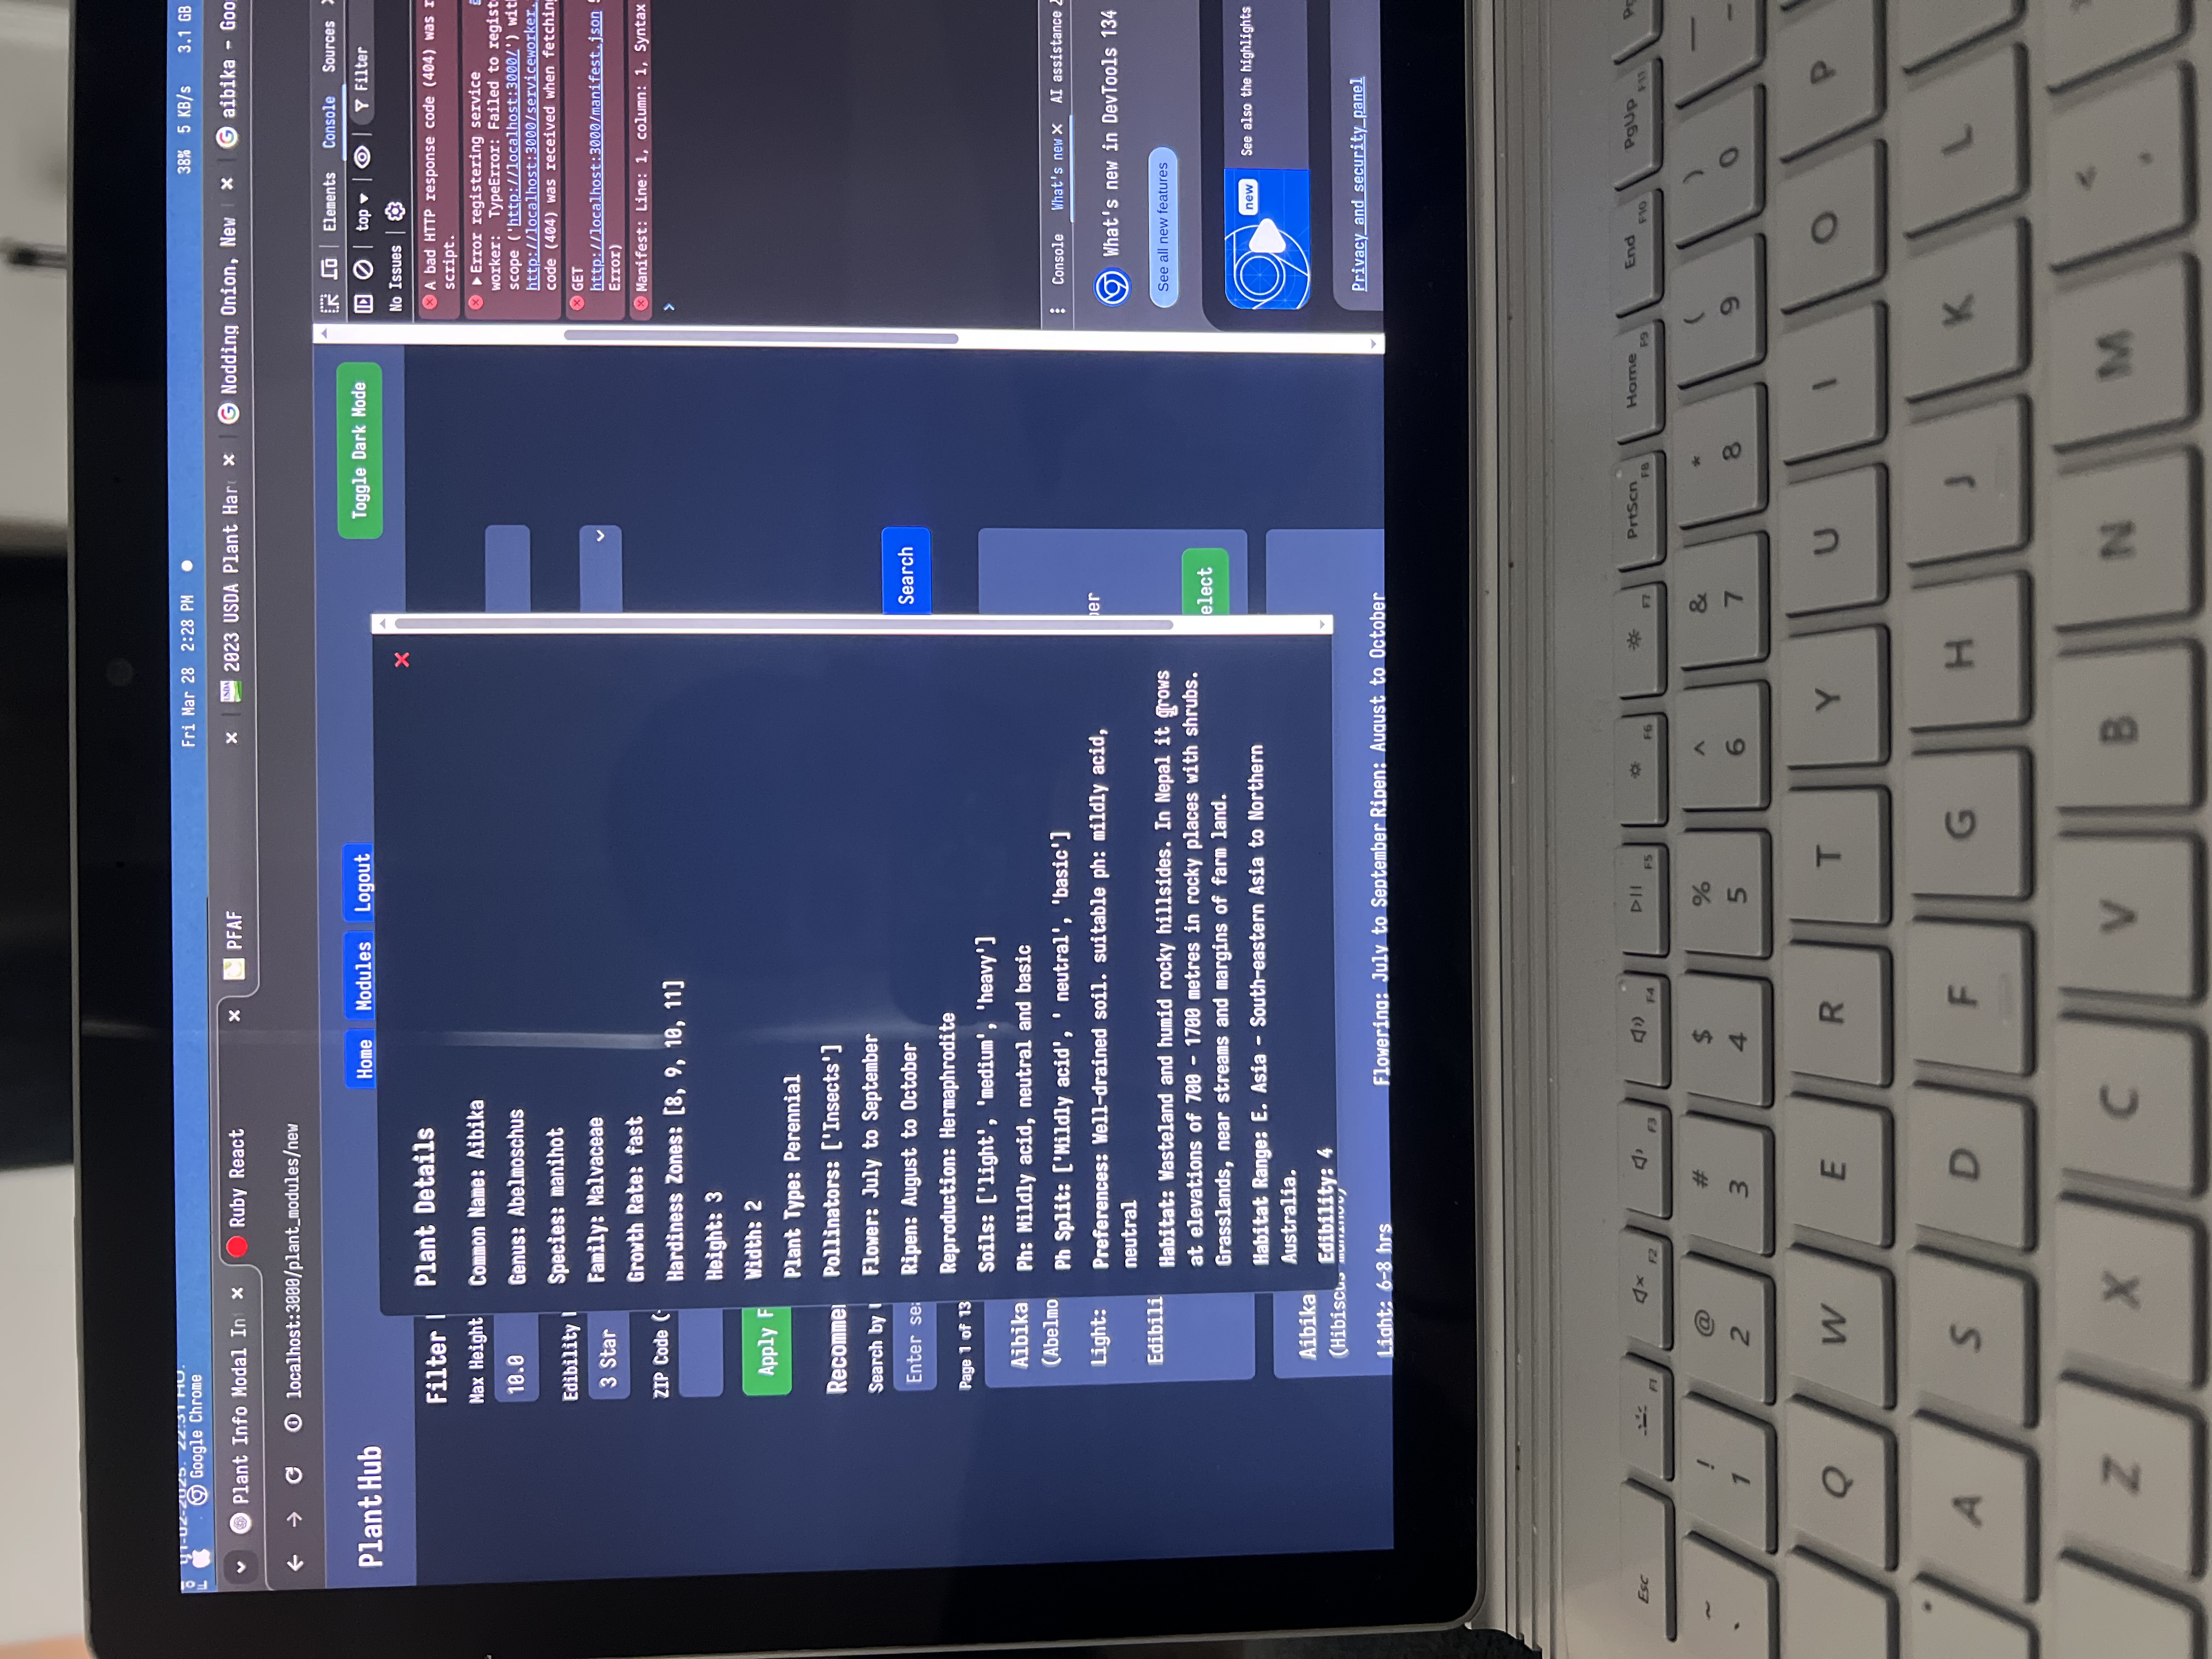 Google Chrome
Fri Mar 28 2:28 PM
38% 5 KB/s 3.1 GB
Plant Info Modal In
Ruby React
PFAF
2023 USDA Plant Har
Nodding Onion, New
aibika - Goo
localhost:3000/plant_modules/new
Plant Hub
Home
Modules
Logout
Toggle Dark Mode
Filter
Max Height
10.0
Edibility
3 Star
ZIP Code (
Apply F
Recomme
Search by
Enter sea
Search
Page 1 of 13
Aibika
(Abelmo
Light:
ber
Edibili
elect
Aibika
(Hibiscus manihot)
Light: 6-8 hrs
Flowering: July to September Ripen: August to October
Plant Details
Common Name: Aibika
Genus: Abelmoschus
Species: manihot
Family: Malvaceae
Growth Rate: fast
Hardiness Zones: [8, 9, 10, 11]
Height: 3
Width: 2
Plant Type: Perennial
Pollinators: ['Insects']
Flower: July to September
Ripen: August to October
Reproduction: Hermaphrodite
Soils: ['light', 'medium', 'heavy']
Ph: Mildly acid, neutral and basic
Ph Split: ['Mildly acid', ' neutral', 'basic']
Preferences: Well-drained soil. suitable ph: mildly acid,
neutral
Habitat: Wasteland and humid rocky hillsides. In Nepal it grows
at elevations of 700 - 1700 metres in rocky places with shrubs.
Grasslands, near streams and margins of farm land.
Habitat Range: E. Asia - South-eastern Asia to Northern
Australia.
Edibility: 4
Elements Console Sources
top Filter
No Issues
A bad HTTP response code (404) was r
script.
Error registering service
worker: TypeError: Failed to regist
scope ('http://localhost:3000/') wit
http://localhost:3000/serviceworker.
code (404) was received when fetching
GET
http://localhost:3000/manifest.json
Error)
Manifest: Line: 1, column: 1, Syntax
Console What's new AI assistance
What's new in DevTools 134
See all new features
new
See also the highlights
Privacy and security panel
Esc F1 F2 F3 F4 F5 F6 F7 PrtScn F8 Home F9 End F10 PgUp F11
~ ! @ # $ % ^ & * ( )
` 1 2 3 4 5 6 7 8 9 0
Q W E R T Y U I O P
A S D F G H J K L
Z X C V B N M <